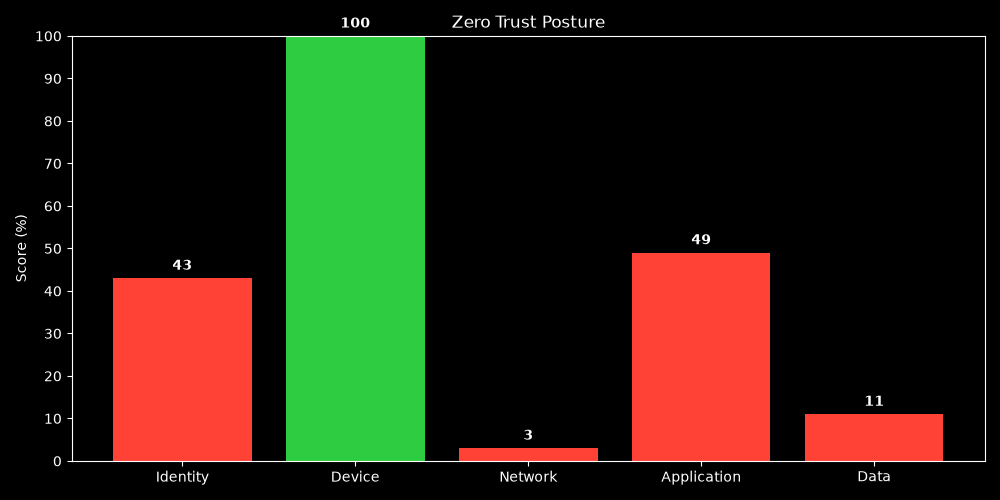 Zero Trust Posture
Score (%)
100
90
80
70
60
50
40
30
20
10
0
43
100
3
49
11
Identity
Device
Network
Application
Data